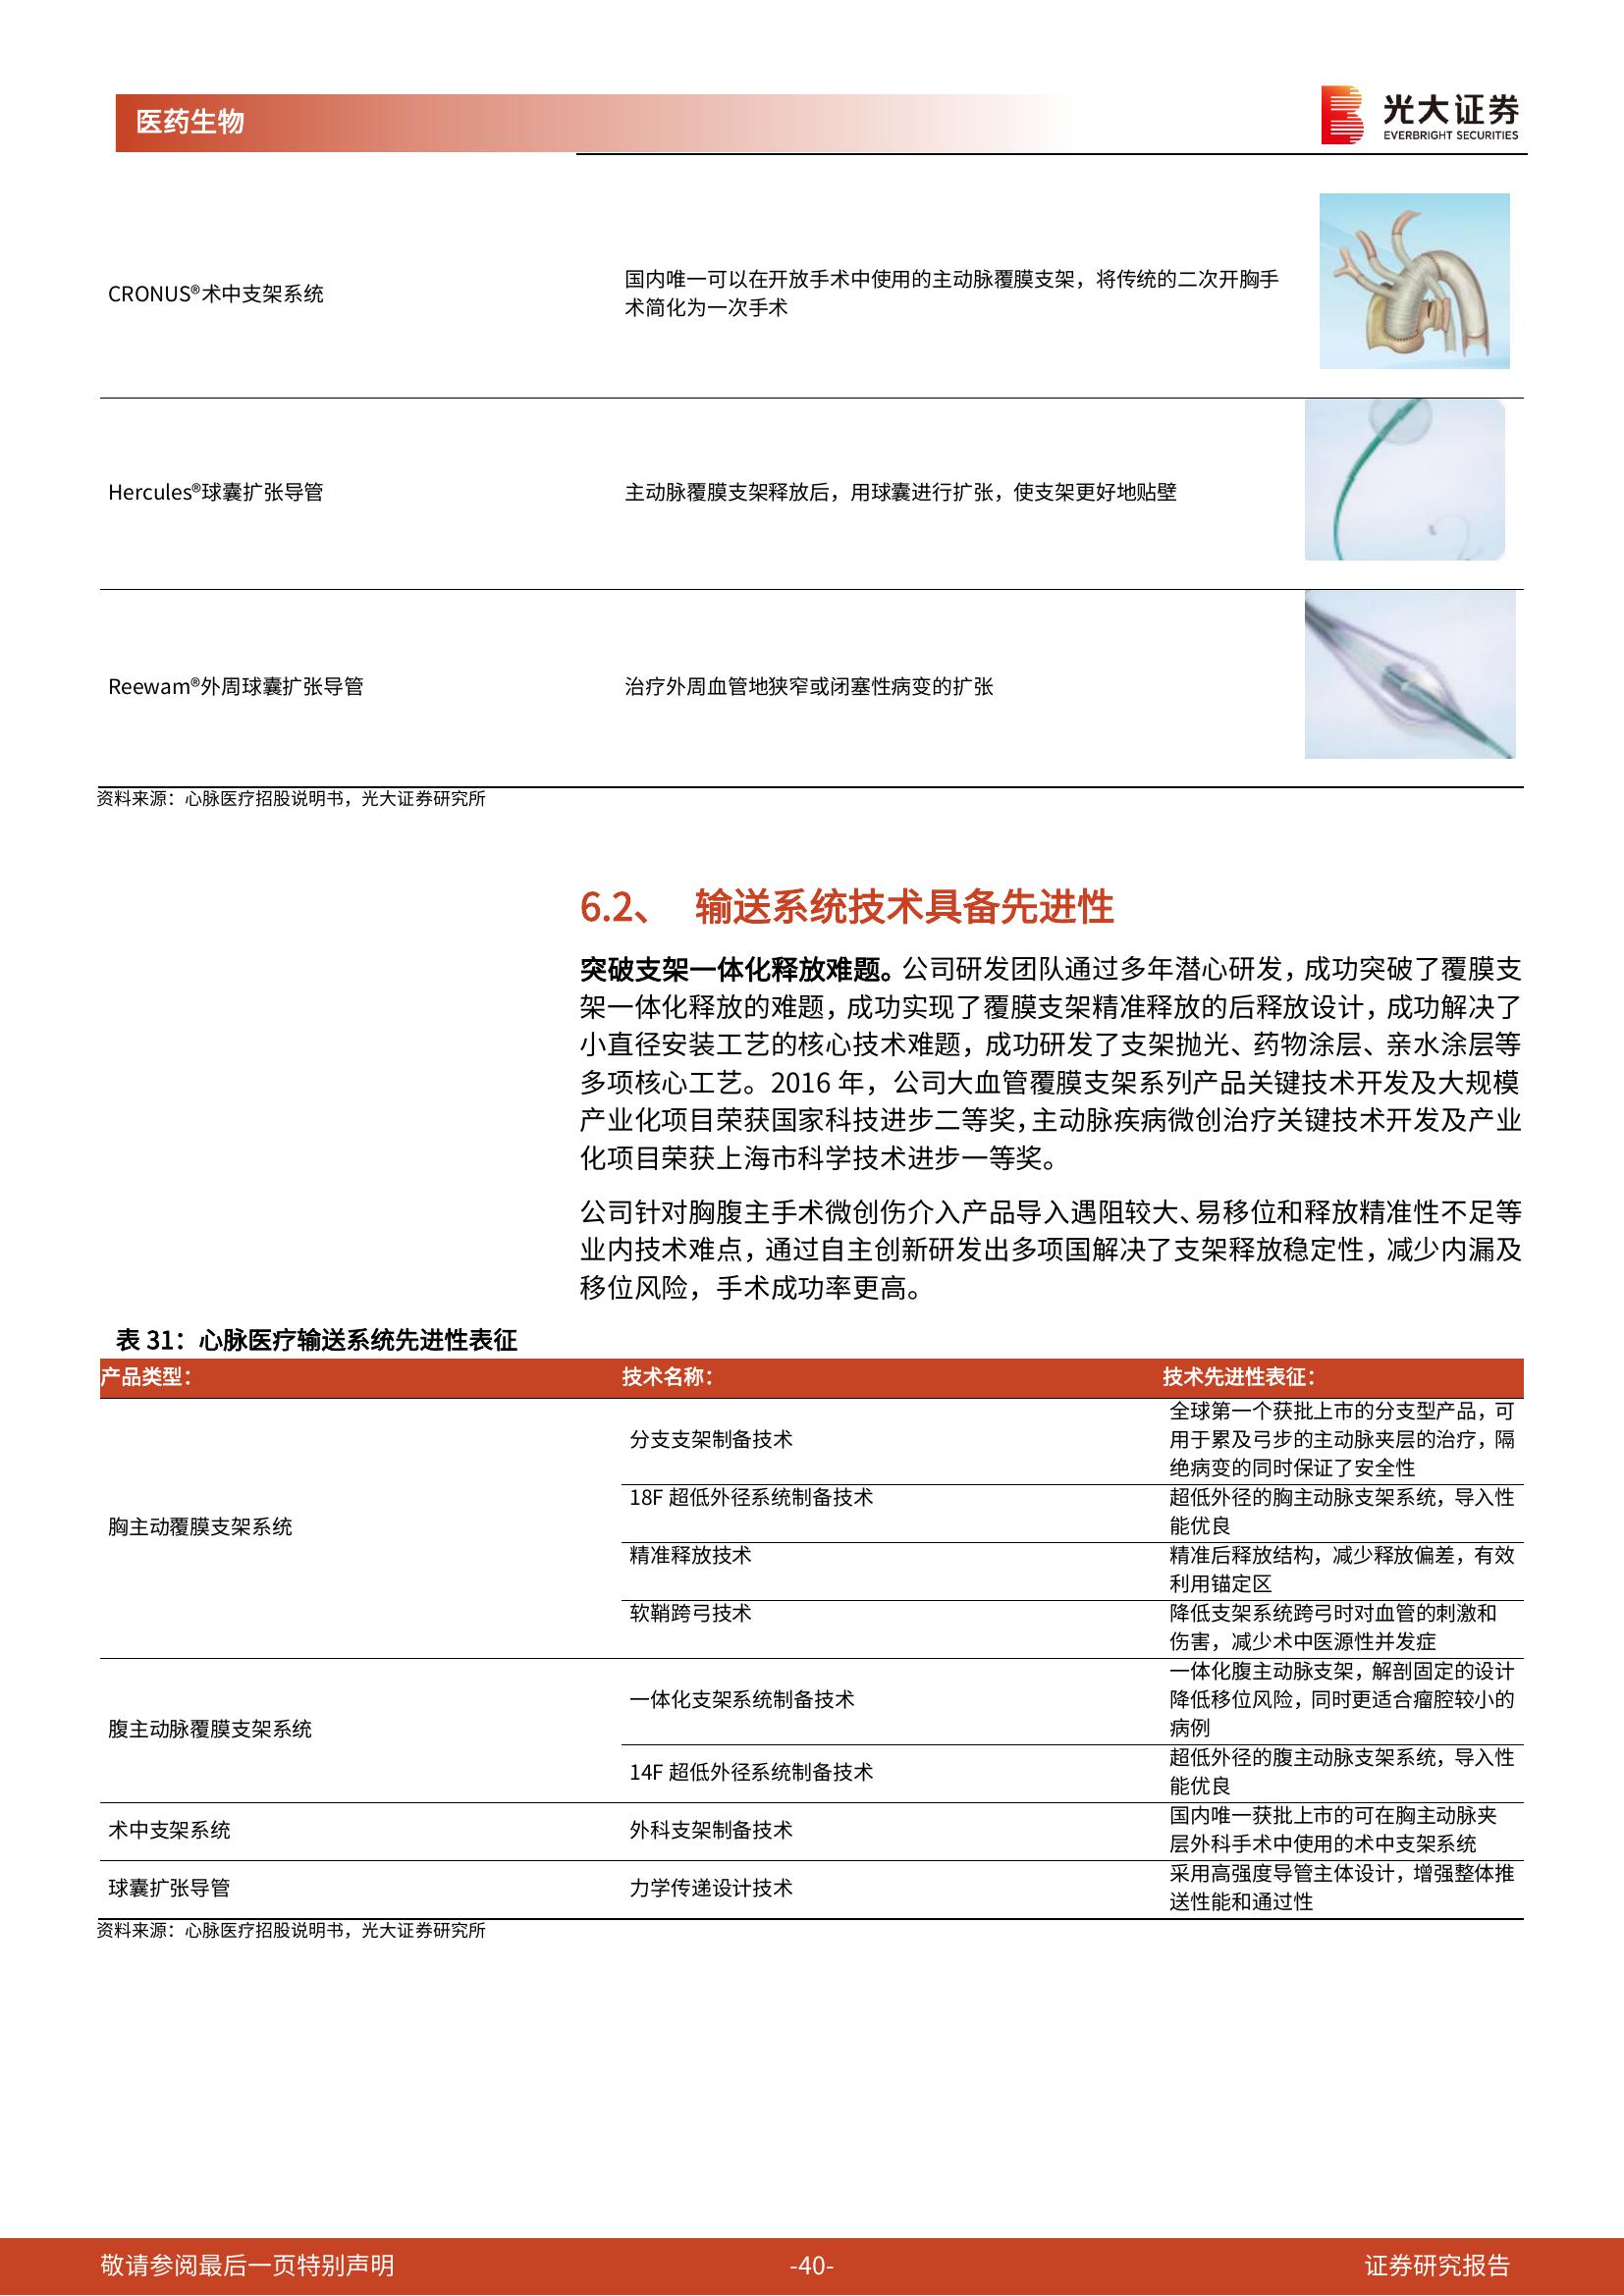 医药生物
光大证券
EVERBRIGHT SECURITIES
CRONUS®术中支架系统
国内唯一可以在开放手术中使用的主动脉覆膜支架，将传统的二次开胸手
术简化为一次手术
Hercules®球囊扩张导管
主动脉覆膜支架释放后，用球囊进行扩张，使支架更好地贴壁
Reewam®外周球囊扩张导管
治疗外周血管地狭窄或闭塞性病变的扩张
资料来源：心脉医疗招股说明书，光大证券研究所
6.2、 输送系统技术具备先进性
突破支架一体化释放难题。公司研发团队通过多年潜心研发，成功突破了覆膜支
架一体化释放的难题，成功实现了覆膜支架精准释放的后释放设计，成功解决了
小直径安装工艺的核心技术难题，成功研发了支架抛光、药物涂层、亲水涂层等
多项核心工艺。2016 年，公司大血管覆膜支架系列产品关键技术开发及大规模
产业化项目荣获国家科技进步二等奖，主动脉疾病微创治疗关键技术开发及产业
化项目荣获上海市科学技术进步一等奖。
公司针对胸腹主手术微创伤介入产品导入遇阻较大、易移位和释放精准性不足等
业内技术难点，通过自主创新研发出多项国解决了支架释放稳定性，减少内漏及
移位风险，手术成功率更高。
表 31：心脉医疗输送系统先进性表征
产品类型： 技术名称： 技术先进性表征：
胸主动覆膜支架系统
分支支架制备技术
全球第一个获批上市的分支型产品，可
用于累及弓步的主动脉夹层的治疗，隔
绝病变的同时保证了安全性
18F 超低外径系统制备技术
超低外径的胸主动脉支架系统，导入性
能优良
精准释放技术
精准后释放结构，减少释放偏差，有效
利用锚定区
软鞘跨弓技术
降低支架系统跨弓时对血管的刺激和
伤害，减少术中医源性并发症
腹主动脉覆膜支架系统
一体化支架系统制备技术
一体化腹主动脉支架，解剖固定的设计
降低移位风险，同时更适合瘤腔较小的
病例
14F 超低外径系统制备技术
超低外径的腹主动脉支架系统，导入性
能优良
术中支架系统
外科支架制备技术
国内唯一获批上市的可在胸主动脉夹
层外科手术中使用的术中支架系统
球囊扩张导管
力学传递设计技术
采用高强度导管主体设计，增强整体推
送性能和通过性
资料来源：心脉医疗招股说明书，光大证券研究所
敬请参阅最后一页特别声明 -40- 证券研究报告